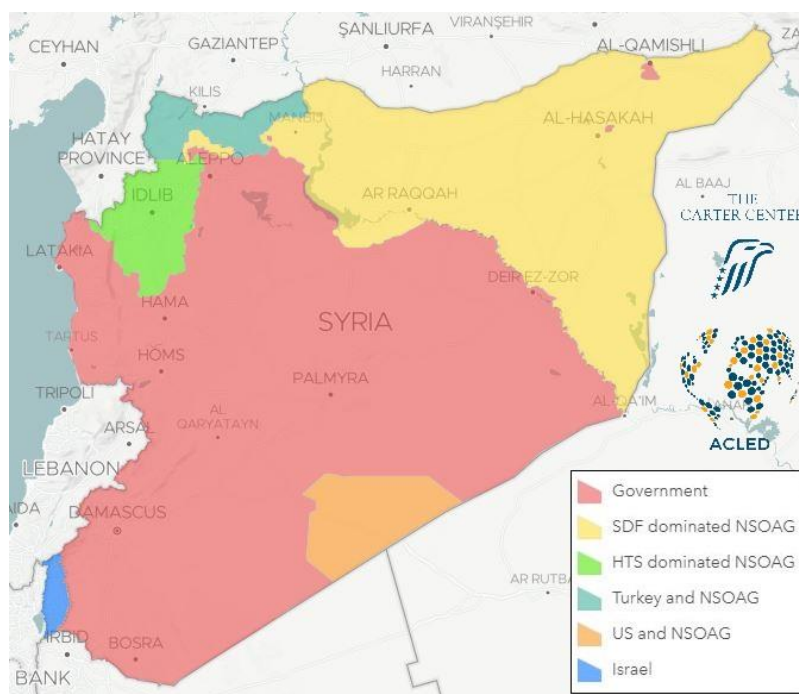 CEYHAN
GAZIANTEP
ŞANLIURFA
VIRANŞEHIR
AL-QAMISHLI
HARRAN
KILIS
HATAY
PROVINCE
MANBIJ
AL-HASAKAH
ALEPPO
IDLIB
AR RAQQAH
AL BAAJ
THE
CARTER CENTER
LATAKIA
DEIR EZ-ZOR
HAMA
SYRIA
TARTUS
HOMS
PALMYRA
TRIPOLI
AL
QARYATAYN
AL-QA'IM
ARSAL
ACLED
LEBANON
DAMASCUS
AR RUTBA
IRBID
BOSRA
BANK
Government
SDF dominated NSOAG
HTS dominated NSOAG
Turkey and NSOAG
US and NSOAG
Israel